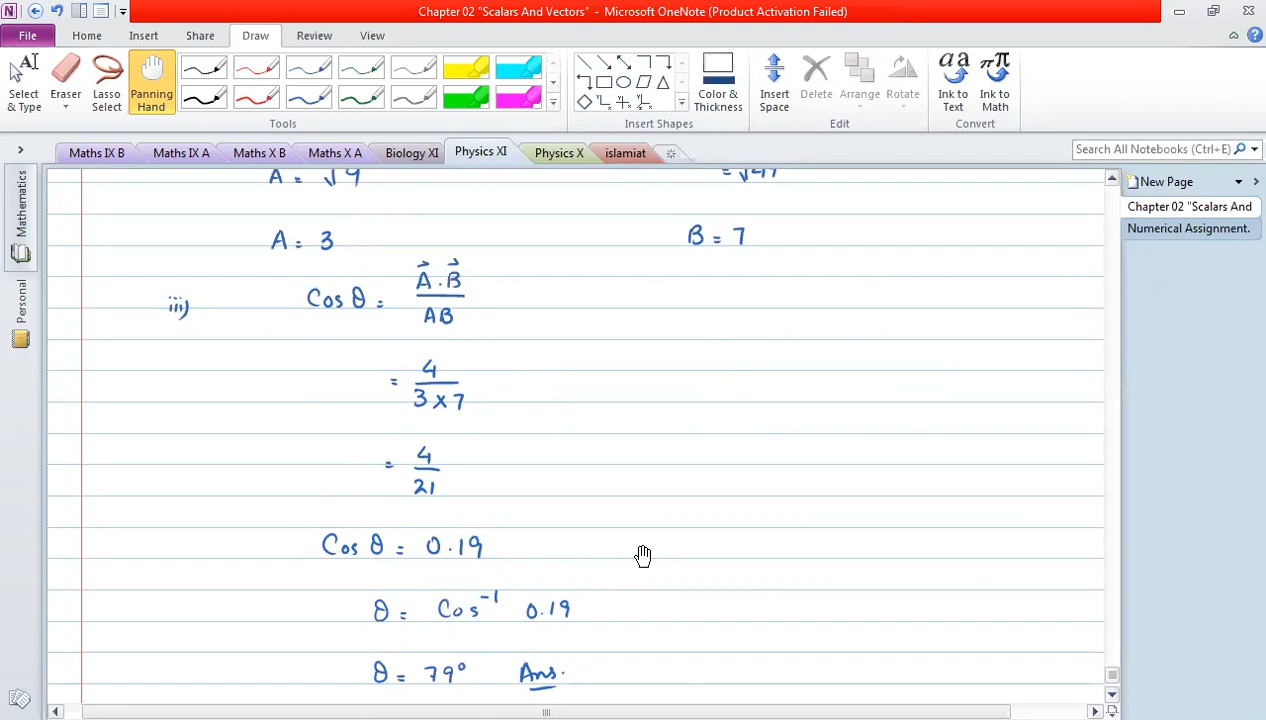 Chapter 02 "Scalars And Vectors" - Microsoft OneNote (Product Activation Failed)
File Home Insert Share Draw Review View
Select & Type Eraser Lasso Select Panning Hand Color & Thickness Insert Space Delete Arrange Rotate Ink to Text Ink to Math
Tools Insert Shapes Edit Convert
Maths IX B Maths IX A Maths X B Maths X A Biology XI Physics XI Physics X islamiat Search All Notebooks (Ctrl+E)
New Page
Chapter 02 "Scalars And
Numerical Assignment.
Mathematics
Personal
A = √9
A = 3
B = 7
iii) Cos θ = A⃗ . B⃗ / AB
= 4 / 3 × 7
= 4 / 21
Cos θ = 0.19
θ = Cos⁻¹ 0.19
θ = 79° Ans.